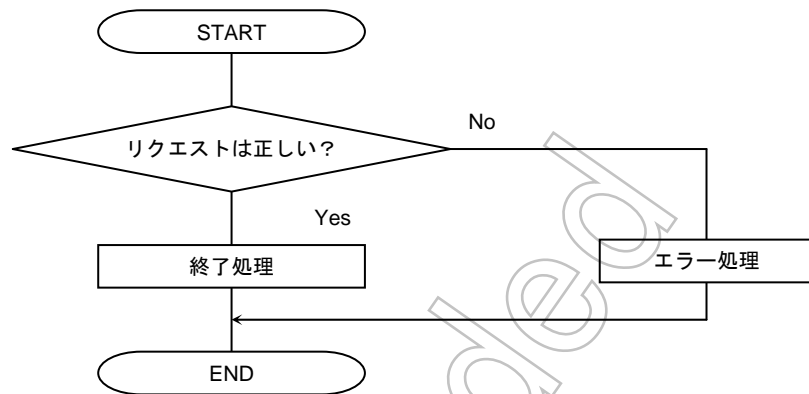 START
リクエストは正しい？
No
Yes
終了処理
エラー処理
END
ded